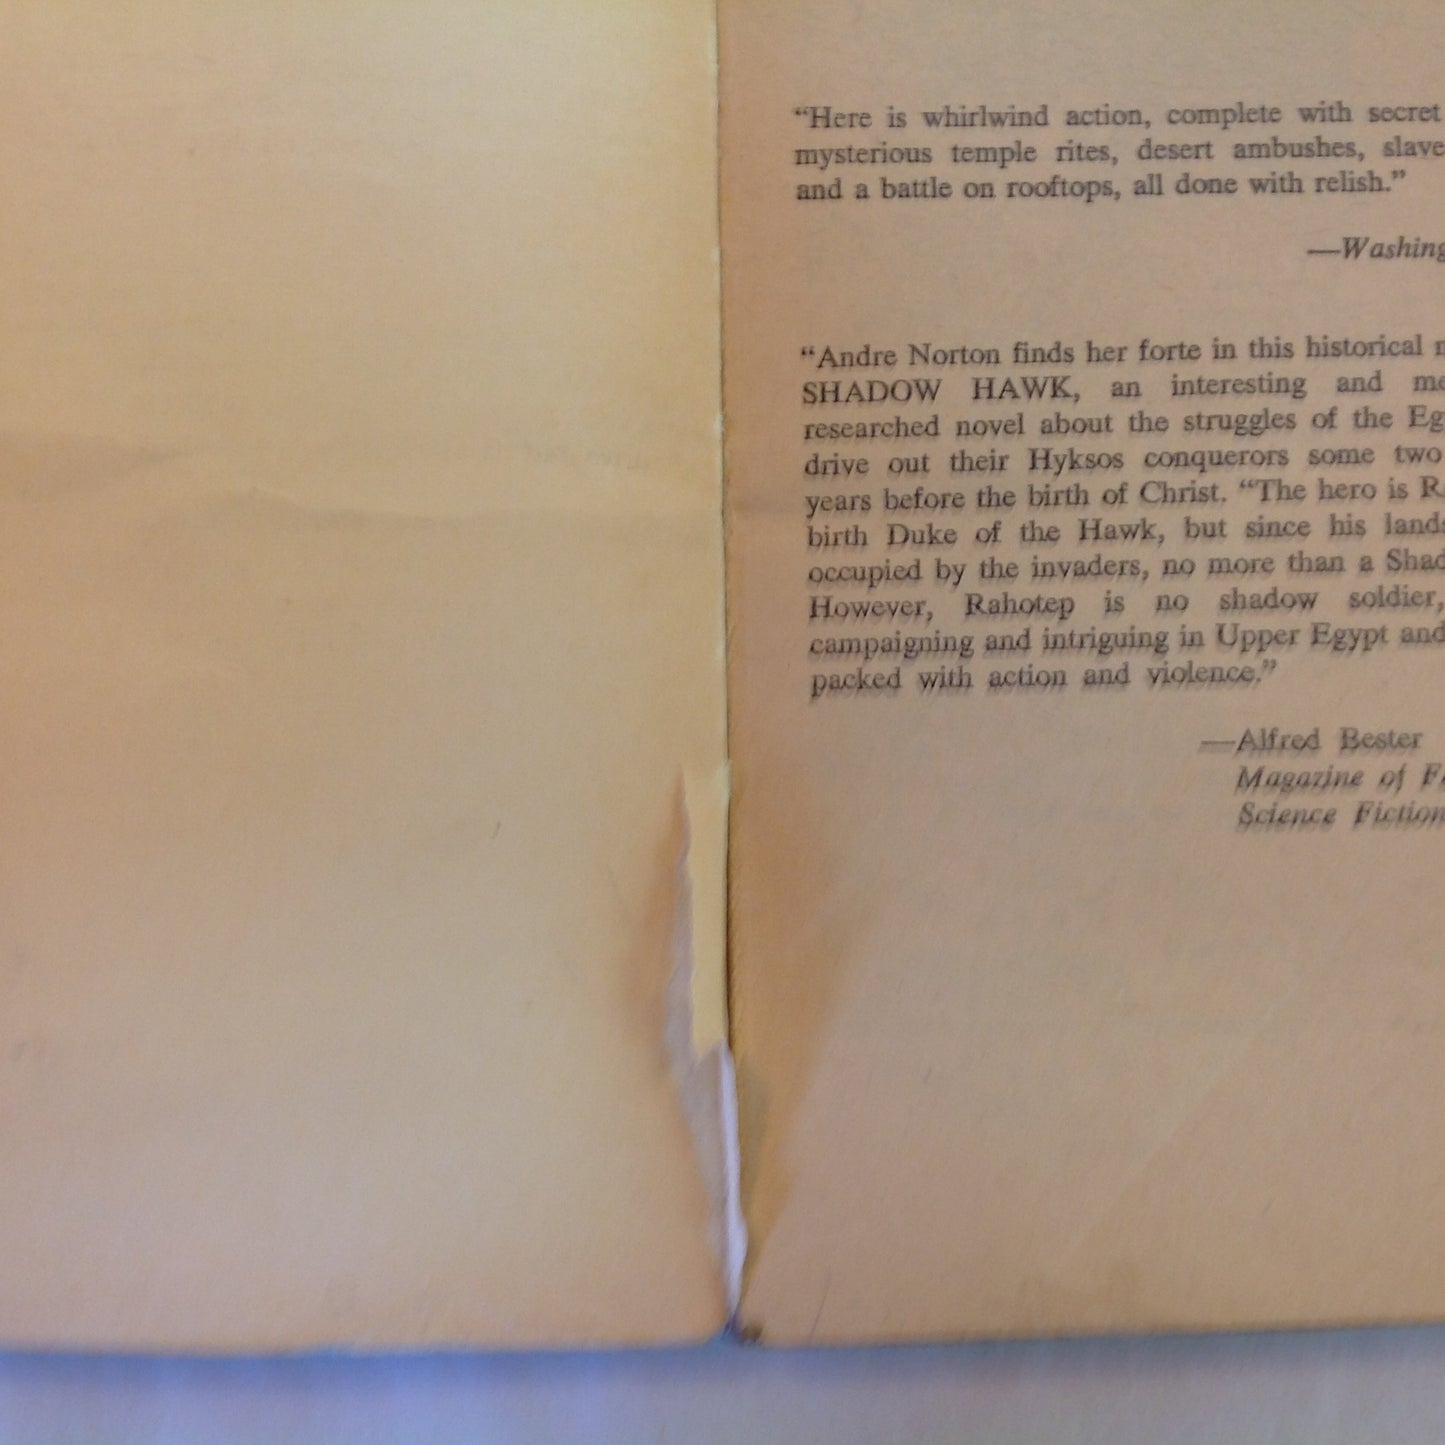 “Here is whirlwind action, complete with secret
mysterious temple rites, desert ambushes, slave
and a battle on rooftops, all done with relish.”
—Washing
“Andre Norton finds her forte in this historical
SHADOW HAWK, an interesting and me
researched novel about the struggles of the Eg
drive out their Hyksos conquerors some two
years before the birth of Christ. “The hero is R
birth Duke of the Hawk, but since his lands
occupied by the invaders, no more than a Shad
However, Rahotep is no shadow soldier,
campaigning and intriguing in Upper Egypt and
packed with action and violence.”
—Alfred Bester
Magazine of F
Science Fiction